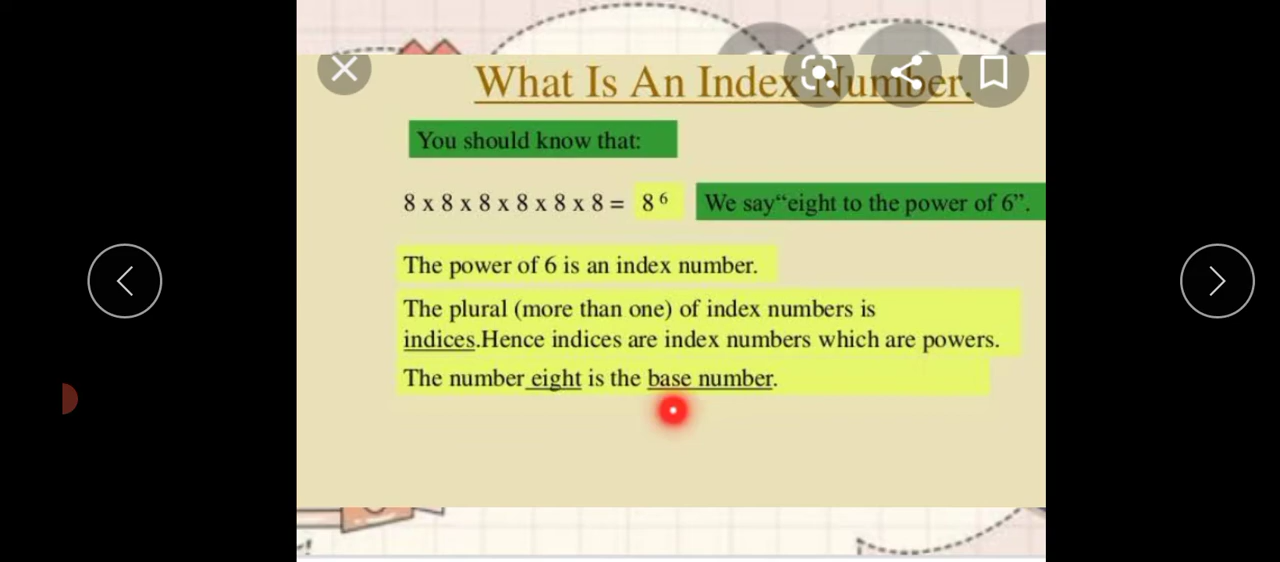 What Is An Index Number.
You should know that:
8 x 8 x 8 x 8 x 8 x 8 = 8⁶ We say“eight to the power of 6”.
The power of 6 is an index number.
The plural (more than one) of index numbers is
indices.Hence indices are index numbers which are powers.
The number eight is the base number.